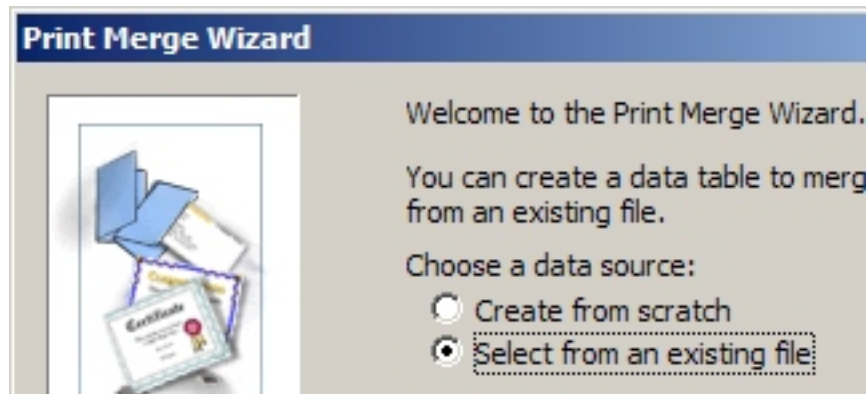 Print Merge Wizard
Welcome to the Print Merge Wizard.
You can create a data table to merg
from an existing file.
Choose a data source:
Create from scratch
Select from an existing file
Certificate